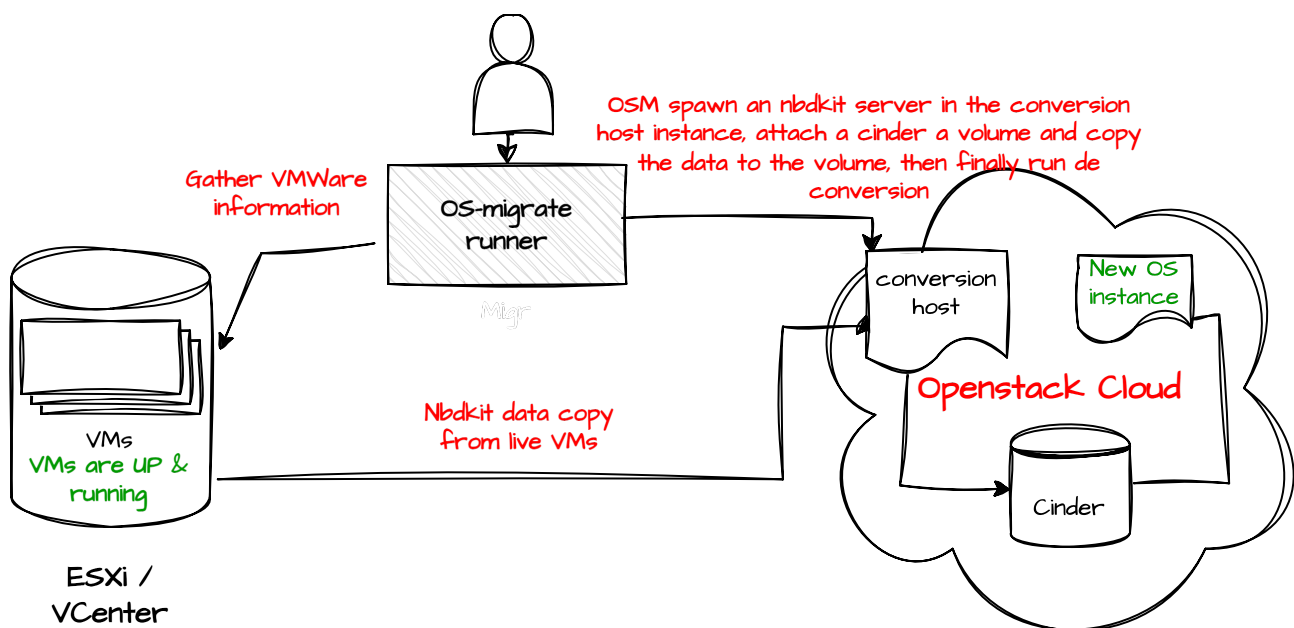 OSM spawn an nbdkit server in the conversion
host instance, attach a cinder a volume and copy
the data to the volume, then finally run de
conversion
Gather VMWare
information
OS-migrate
runner
Migr
conversion
host
New OS
instance
Openstack Cloud
Nbdkit data copy
from live VMs
VMs
VMs are UP &
running
Cinder
ESXi /
VCenter